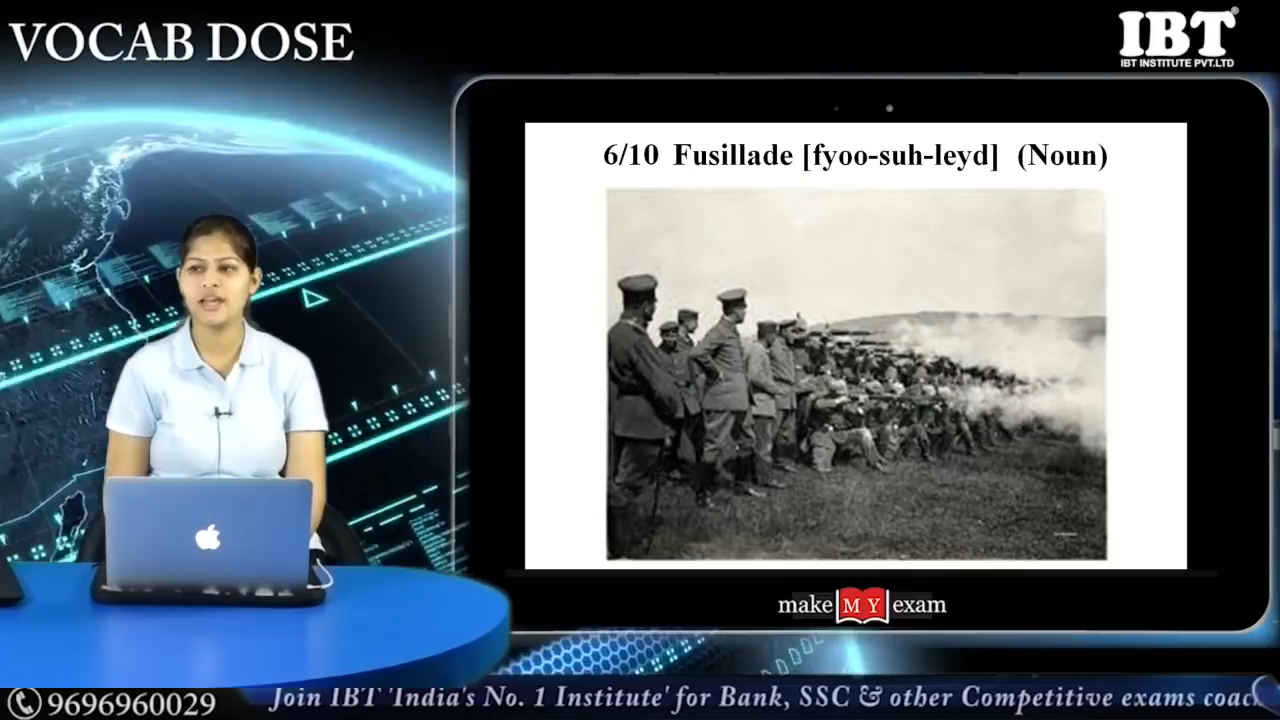 VOCAB DOSE
IBT®
IBT INSTITUTE PVT.LTD
6/10 Fusillade [fyoo-suh-leyd] (Noun)
make MY exam
9696960029
Join IBT 'India's No. 1 Institute' for Bank, SSC & other Competitive exams coac